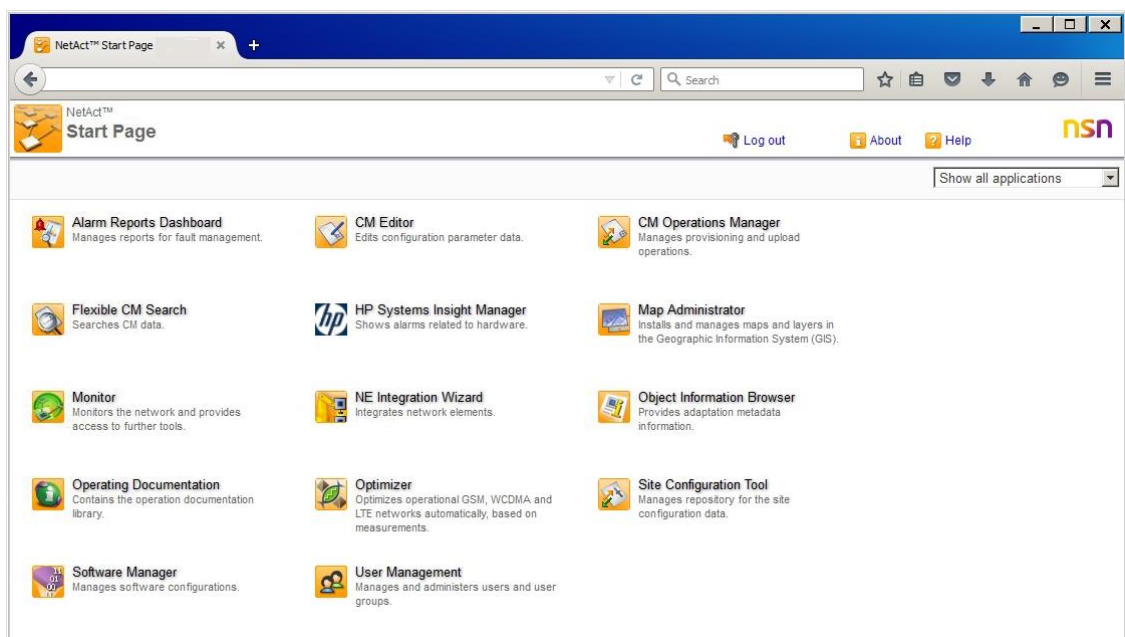 NetAct™ Start Page
Search
NetAct™
Start Page
Log out
About
Help
nsn
Show all applications
Alarm Reports Dashboard
Manages reports for fault management.
CM Editor
Edits configuration parameter data.
CM Operations Manager
Manages provisioning and upload
operations.
Flexible CM Search
Searches CM data.
hp
HP Systems Insight Manager
Shows alarms related to hardware.
Map Administrator
Installs and manages maps and layers in
the Geographic Information System (GIS).
Monitor
Monitors the network and provides
access to further tools.
NE Integration Wizard
Integrates network elements.
Object Information Browser
Provides adaptation metadata
information.
Operating Documentation
Contains the operation documentation
library.
Optimizer
Optimizes operational GSM, WCDMA and
LTE networks automatically, based on
measurements.
Site Configuration Tool
Manages repository for the site
configuration data.
Software Manager
Manages software configurations.
User Management
Manages and administers users and user
groups.